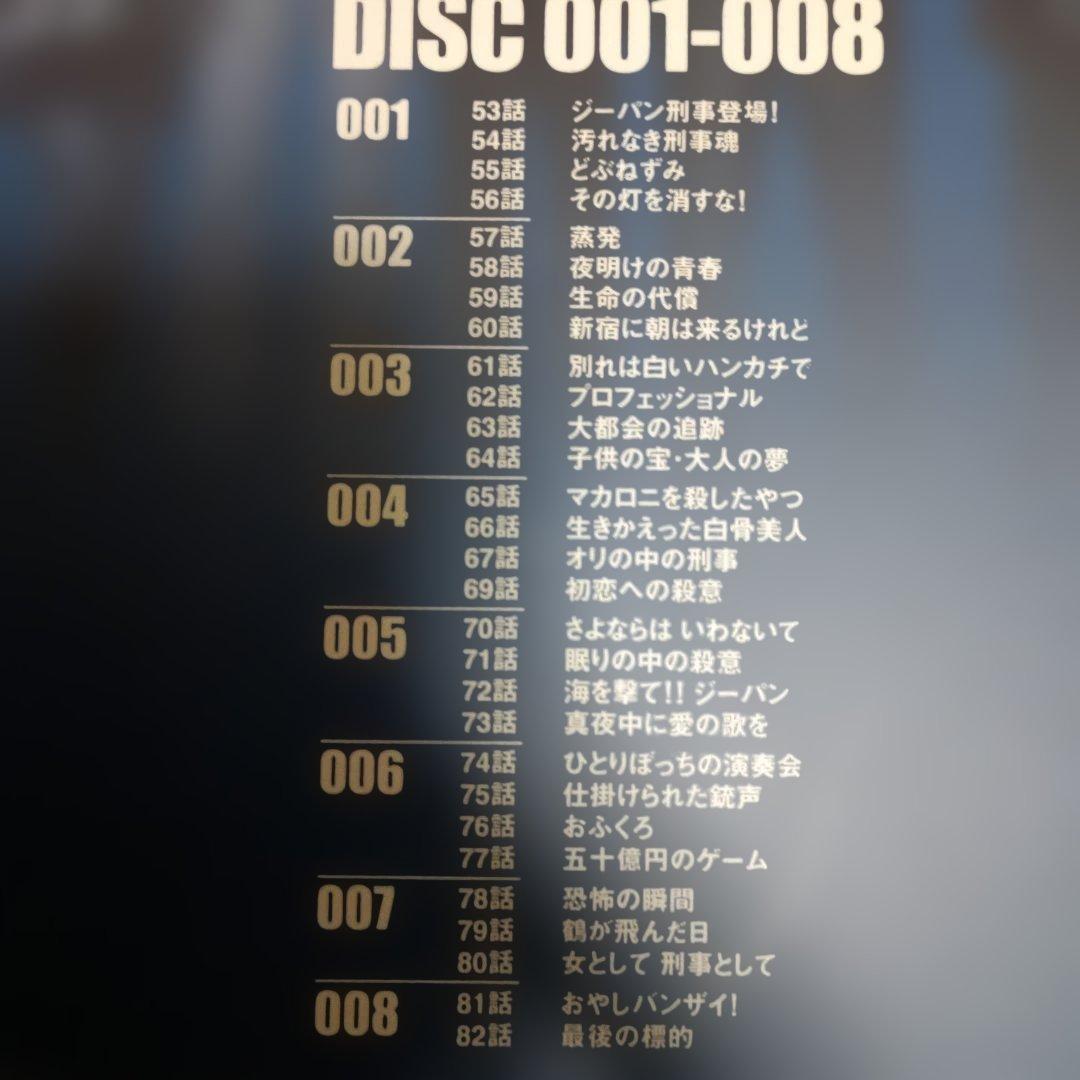 DISC 001-008
001 53話 ジーパン刑事登場!
54話 汚れなき刑事魂
55話 どぶねずみ
56話 その灯を消すな!
002 57話 蒸発
58話 夜明けの青春
59話 生命の代償
60話 新宿に朝は来るけれど
003 61話 別れは白いハンカチで
62話 プロフェッショナル
63話 大都会の追跡
64話 子供の宝・大人の夢
004 65話 マカロニを殺したやつ
66話 生きかえった白骨美人
67話 オリの中の刑事
69話 初恋への殺意
005 70話 さよならは いわないで
71話 眠りの中の殺意
72話 海を撃て!! ジーパン
73話 真夜中に愛の歌を
006 74話 ひとりぼっちの演奏会
75話 仕掛けられた銃声
76話 おふくろ
77話 五十億円のゲーム
007 78話 恐怖の瞬間
79話 鶴が飛んだ日
80話 女として 刑事として
008 81話 おやじバンザイ!
82話 最後の標的